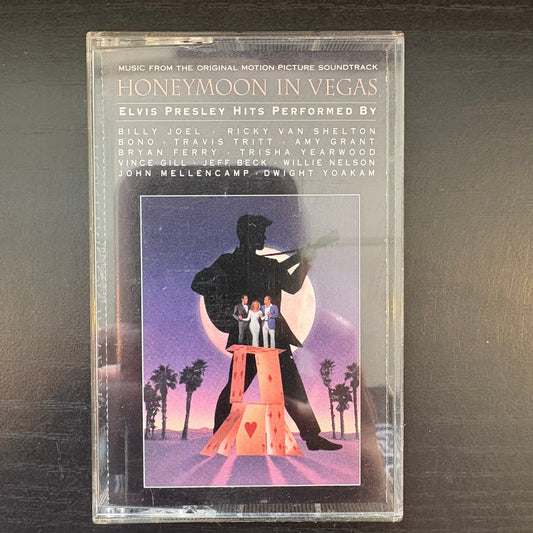 MUSIC FROM THE ORIGINAL MOTION PICTURE SOUNDTRACK
HONEYMOON IN VEGAS
ELVIS PRESLEY HITS PERFORMED BY
BILLY JOEL · RICKY VAN SHELTON
BONO · TRAVIS TRITT · AMY GRANT
BRYAN FERRY · TRISHA YEARWOOD
VINCE GILL · JEFF BECK · WILLIE NELSON
JOHN MELLENCAMP · DWIGHT YOAKAM